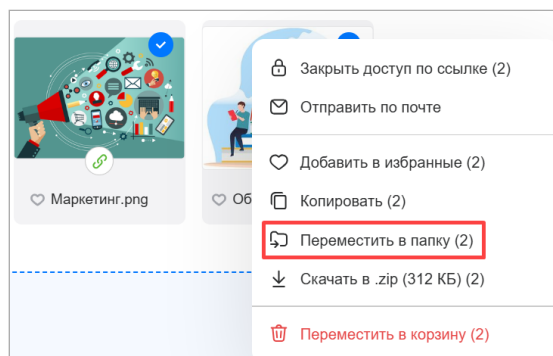 Закрыть доступ по ссылке (2)
Отправить по почте
Добавить в избранные (2)
Маркетинг.png
Об
Копировать (2)
Переместить в папку (2)
Скачать в .zip (312 КБ) (2)
Переместить в корзину (2)